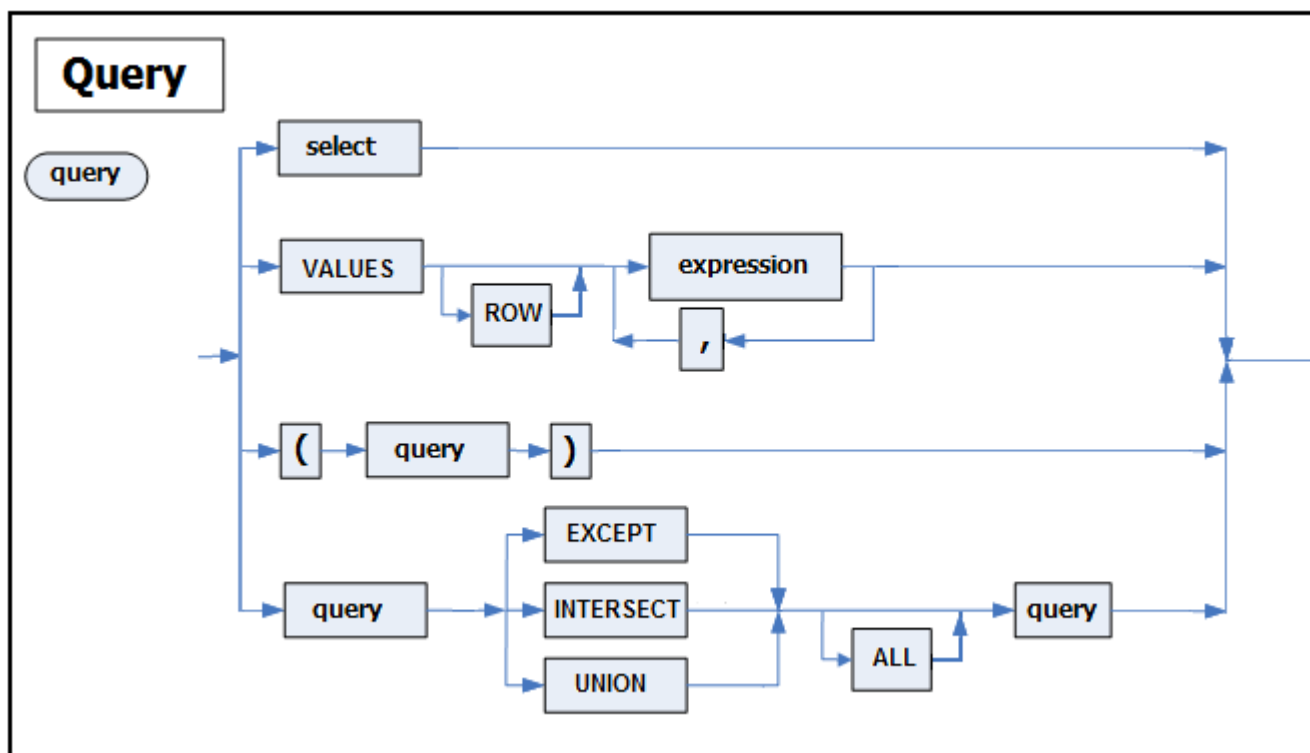 Query
query
select
VALUES
ROW
expression
,
(
query
)
query
EXCEPT
INTERSECT
UNION
ALL
query